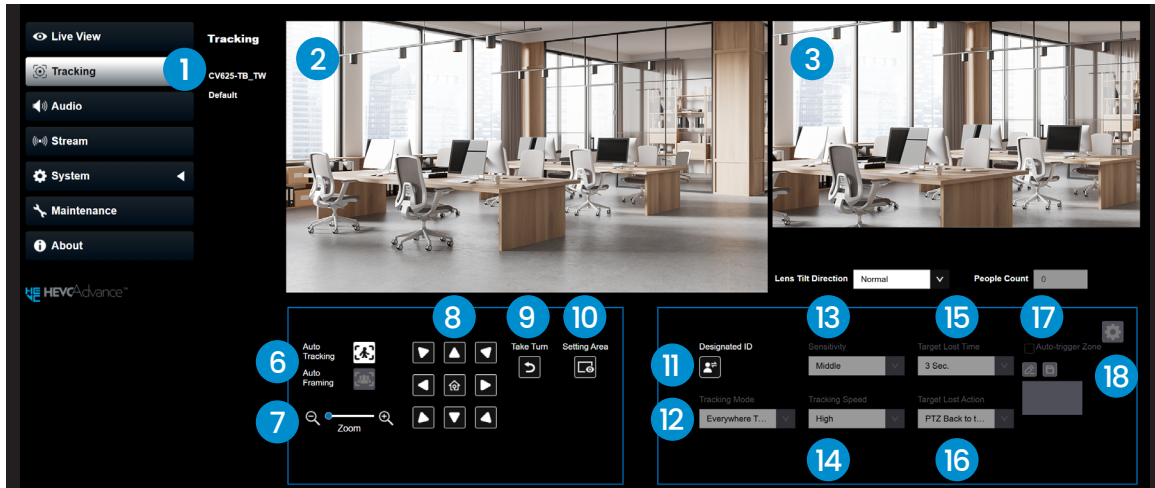 Live View
Tracking
Audio
Stream
System
Maintenance
About
HEVCAdvance™
Tracking
CV625-TB_TW
Default
1
2
3
Lens Tilt Direction Normal People Count 0
6
Auto
Tracking
Auto
Framing
7
Zoom
8
9
Take Turn
10
Setting Area
11
Designated ID
12
Tracking Mode
Everywhere T...
13
Sensitivity
Middle
14
Tracking Speed
High
15
Target Lost Time
3 Sec.
16
Target Lost Action
PTZ Back to t...
17
Auto-trigger Zone
18